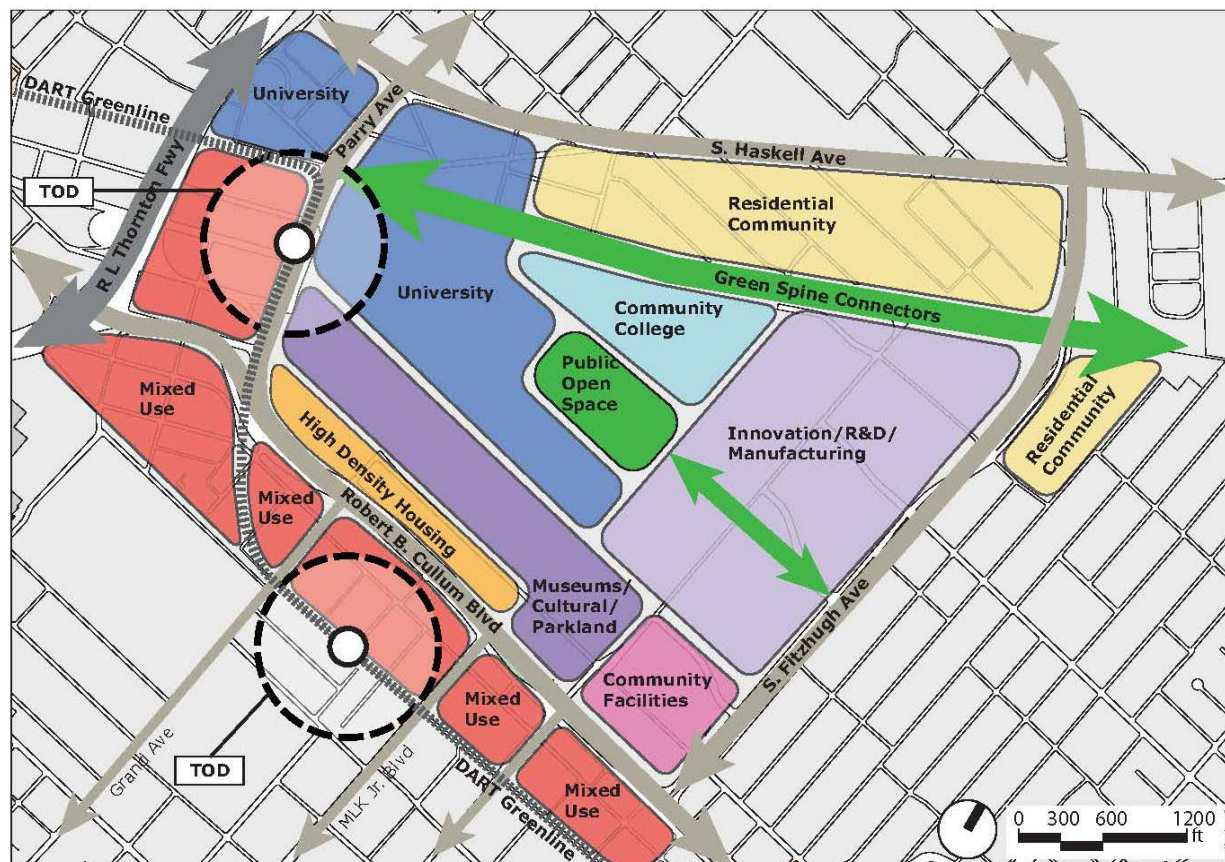 DART Greenline
University
Parry Ave
S. Haskell Ave
TOD
R L Thornton Fwy
Residential
Community
Green Spine Connectors
University
Community
College
Public
Open
Space
Mixed
Use
High Density Housing
Innovation/R&D/
Manufacturing
Residential
Community
Mixed
Use
Robert B. Cullum Blvd
Museums/
Cultural/
Parkland
S. Fitzhugh Ave
Community
Facilities
Mixed
Use
Grand Ave
TOD
MLK Jr. Blvd
DART Greenline
Mixed
Use
0 300 600 1200
ft